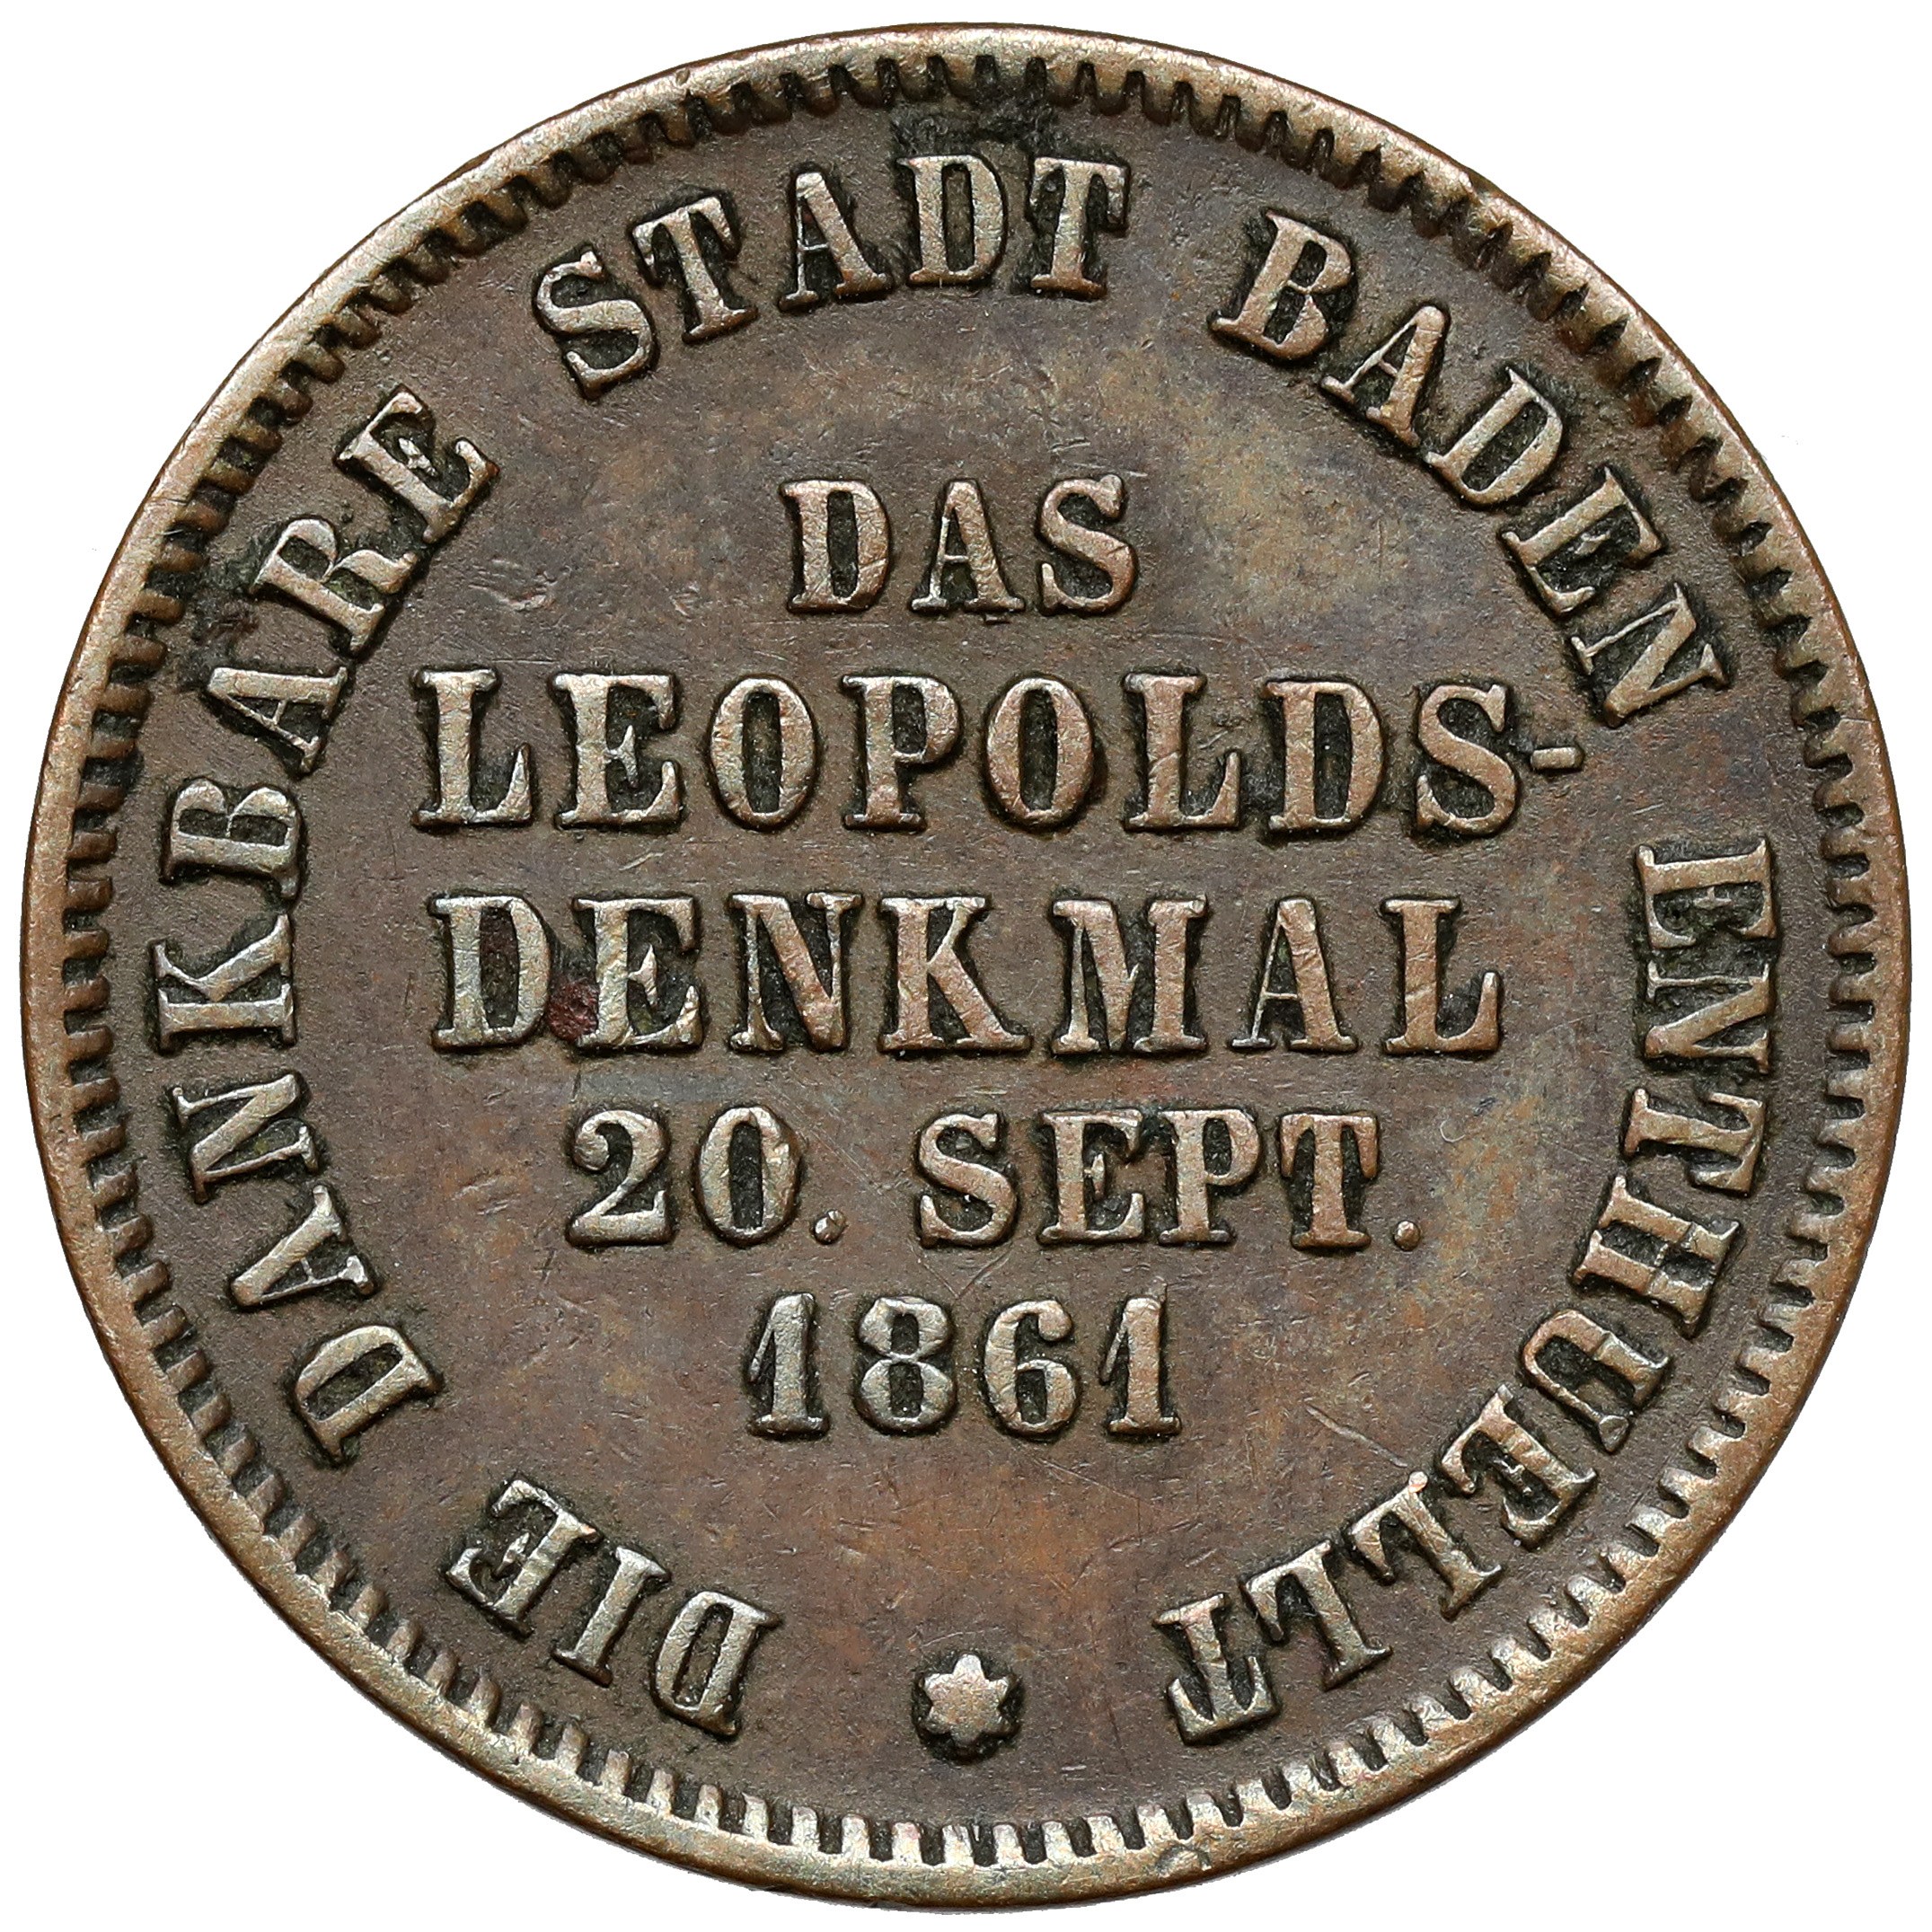 DIE DANKBARE STADT BADEN ENTHUELLT
DAS
LEOPOLDS-
DENKMAL
20. SEPT.
1861